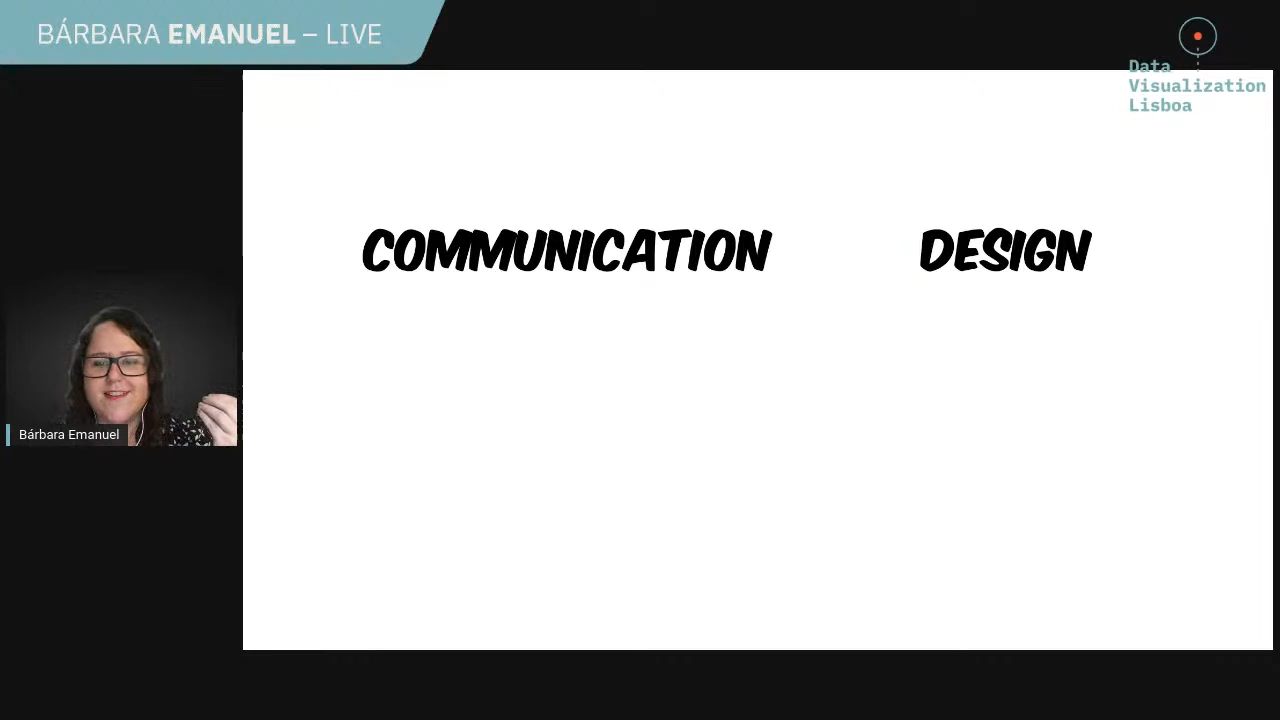 BÁRBARA EMANUEL – LIVE
Data
Visualization
Lisboa
COMMUNICATION DESIGN
Bárbara Emanuel